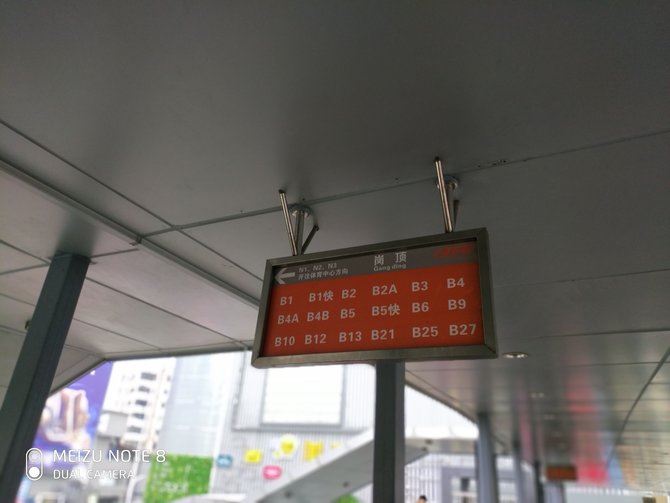 N1、N2、N3
开往体育中心方向
岗 顶
Gang ding
B1 B1快 B2 B2A B3 B4
B4A B4B B5 B5快 B6 B9
B10 B12 B13 B21 B25 B27
MEIZU NOTE 8
DUAL CAMERA